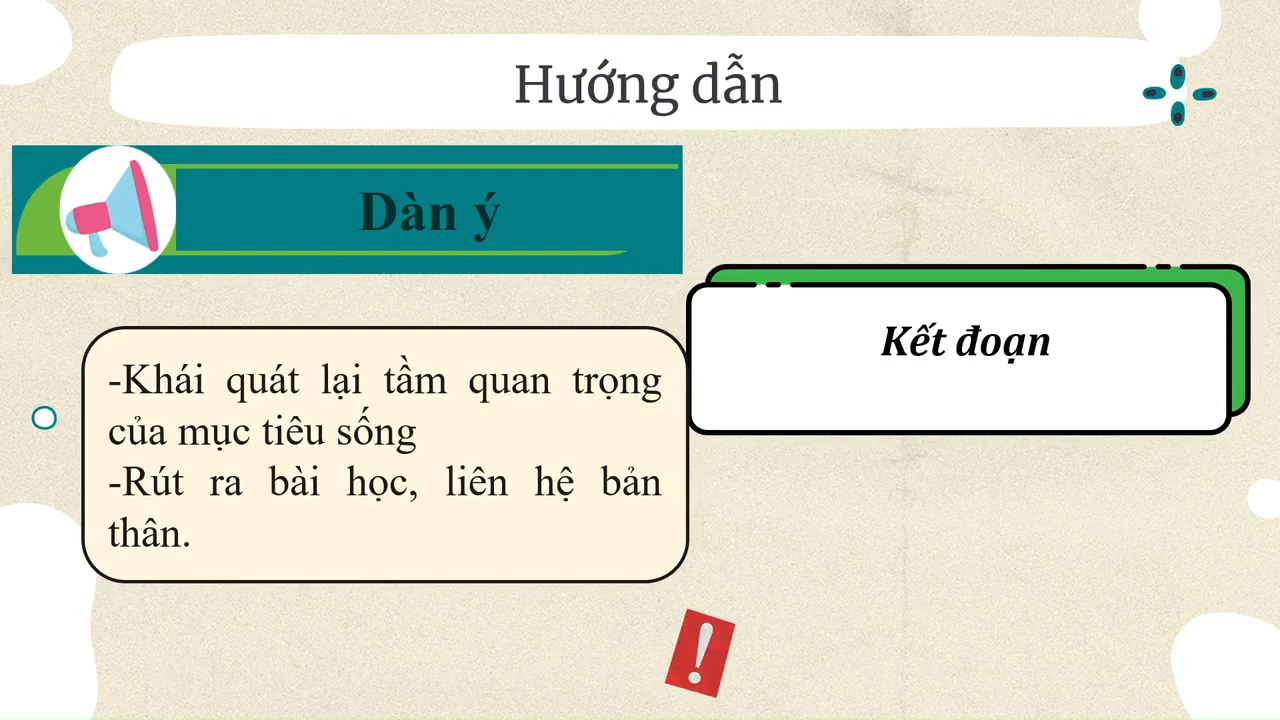 Hướng dẫn
Dàn ý
Kết đoạn
-Khái quát lại tầm quan trọng
của mục tiêu sống
-Rút ra bài học, liên hệ bản
thân.